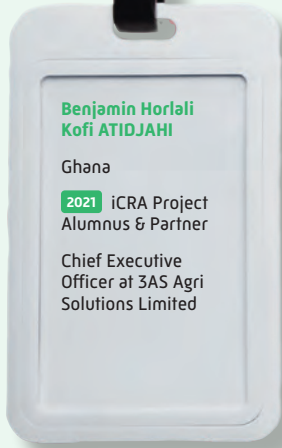 Benjamin Horlali
Kofi ATIDJAHI
Ghana
2021 iCRA Project
Alumnus & Partner
Chief Executive
Officer at 3AS Agri
Solutions Limited